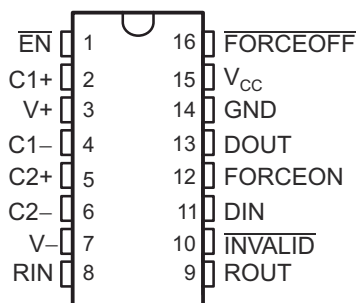 EN 1 16 FORCEOFF
C1+ 2 15 VCC
V+ 3 14 GND
C1− 4 13 DOUT
C2+ 5 12 FORCEON
C2− 6 11 DIN
V− 7 10 INVALID
RIN 8 9 ROUT